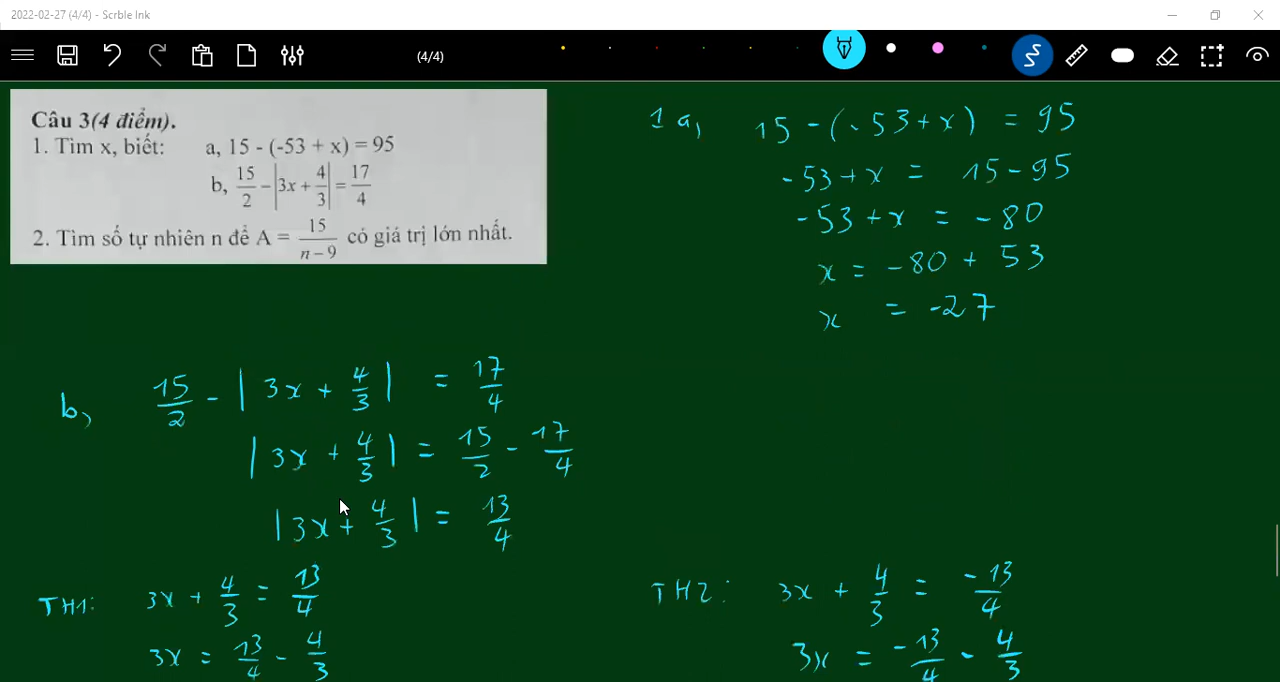 2022-02-27 (4/4) - Scrble Ink
(4/4)
Câu 3(4 điểm).
1. Tìm x, biết: a, 15 - (-53 + x) = 95
b, 15/2 - |3x + 4/3| = 17/4
2. Tìm số tự nhiên n để A = 15/(n-9) có giá trị lớn nhất.
1 a, 15 - (-53 + x) = 95
-53 + x = 15 - 95
-53 + x = -80
x = -80 + 53
x = -27
b, 15/2 - |3x + 4/3| = 17/4
|3x + 4/3| = 15/2 - 17/4
|3x + 4/3| = 13/4
TH1: 3x + 4/3 = 13/4
3x = 13/4 - 4/3
TH2: 3x + 4/3 = -13/4
3x = -13/4 - 4/3